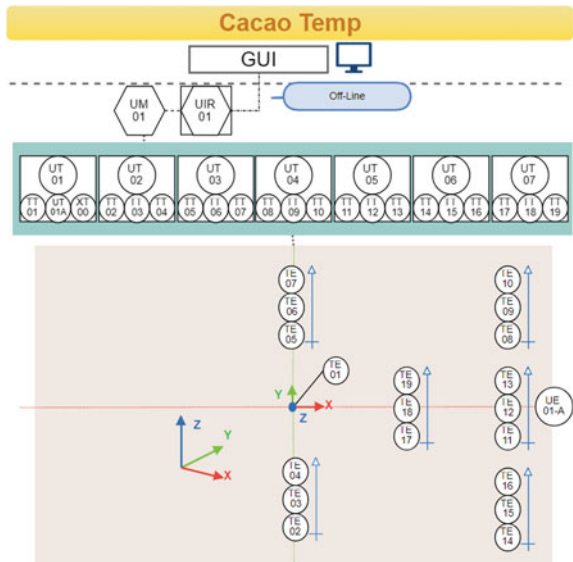 Cacao Temp
GUI
Off-Line
UM
01
UIR
01
UT
01
UT
02
UT
03
UT
04
UT
05
UT
06
UT
07
TT
01
UT
01A
XT
00
TT
02
03
TT
04
TT
05
06
TT
07
TT
08
TT
09
TT
10
TT
11
12
TT
13
TT
14
15
TT
16
TT
17
18
TT
19
TE
07
TE
06
TE
05
TE
10
TE
09
TE
08
TE
01
Y
X
Z
TE
19
TE
18
TE
17
TE
13
TE
12
TE
11
UE
01-A
Z
Y
X
TE
04
TE
03
TE
02
TE
16
TE
15
TE
14